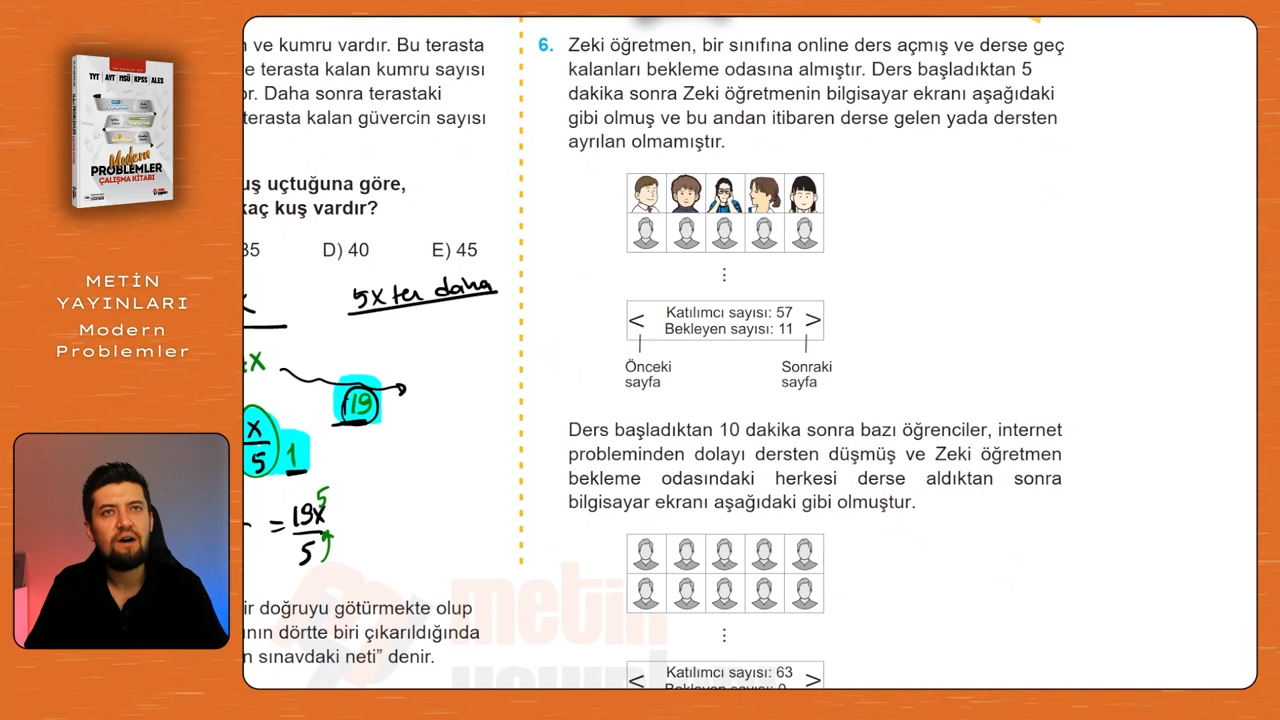 TYT AYT MSÜ KPSS ALES
Modern
PROBLEMLER
ÇALIŞMA KİTABI
METİN
YAYINLARI
Modern
Problemler
ve kumru vardır. Bu terasta
e terasta kalan kumru sayısı
or. Daha sonra terastaki
terasta kalan güvercin sayısı
uş uçtuğuna göre,
kaç kuş vardır?
35 D) 40 E) 45
5x ter daha
x
19
x
5 1
= 19x 5
5
ir doğruyu götürmekte olup
ının dörtte biri çıkarıldığında
n sınavdaki neti” denir.
6. Zeki öğretmen, bir sınıfına online ders açmış ve derse geç
kalanları bekleme odasına almıştır. Ders başladıktan 5
dakika sonra Zeki öğretmenin bilgisayar ekranı aşağıdaki
gibi olmuş ve bu andan itibaren derse gelen yada dersten
ayrılan olmamıştır.
< Katılımcı sayısı: 57 >
Bekleyen sayısı: 11
Önceki Sonraki
sayfa sayfa
Ders başladıktan 10 dakika sonra bazı öğrenciler, internet
probleminden dolayı dersten düşmüş ve Zeki öğretmen
bekleme odasındaki herkesi derse aldıktan sonra
bilgisayar ekranı aşağıdaki gibi olmuştur.
metin
< Katılımcı sayısı: 63 >
Bekleyen sayısı: 0